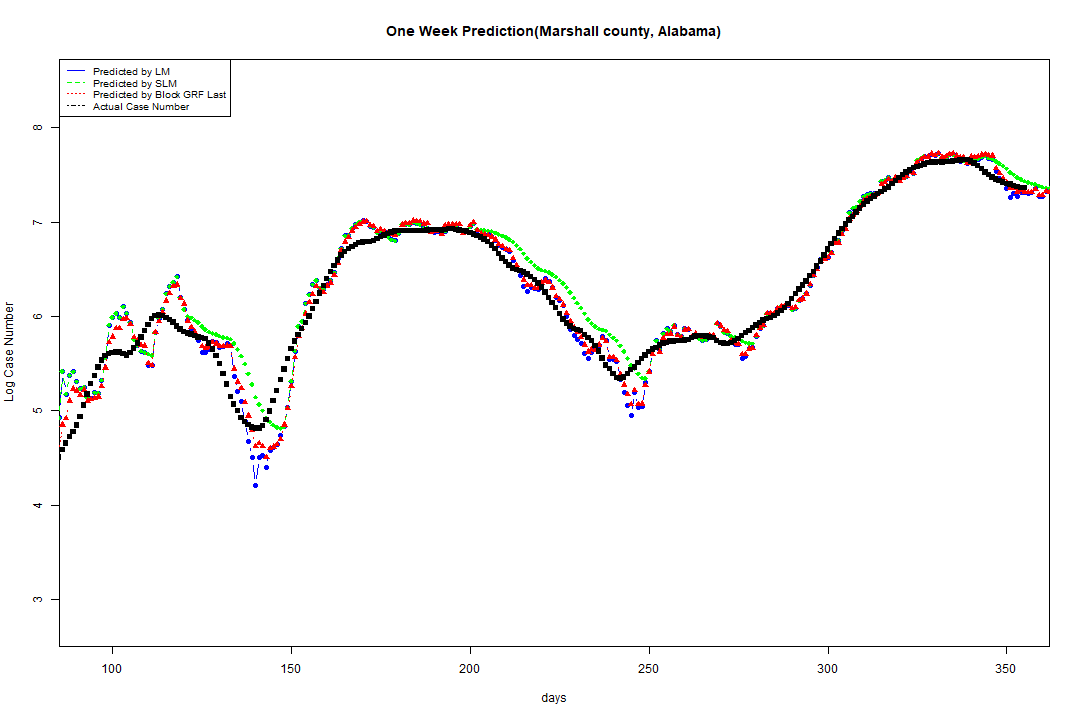 One Week Prediction(Marshall county, Alabama)
Predicted by LM
Predicted by SLM
Predicted by Block GRF Last
Actual Case Number
8
7
6
5
4
3
Log Case Number
100 150 200 250 300 350
days